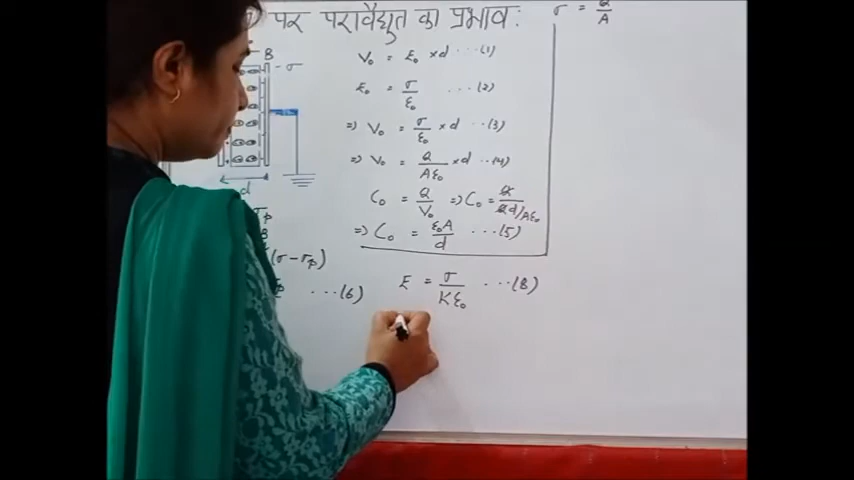 पर परावैद्युत का प्रभाव:
σ = Q/A
B
- σ
V₀ = E₀ × d ...(1)
E₀ = σ/ε₀ ...(2)
⇒ V₀ = σ/ε₀ × d ...(3)
⇒ V₀ = Q/Aε₀ × d ...(4)
C₀ = Q/V₀ ⇒ C₀ = Q/Qd/Aε₀
⇒ C₀ = ε₀A/d ...(5)
d
(σ - σp)
...(6)
E = σ/Kε₀ ...(8)